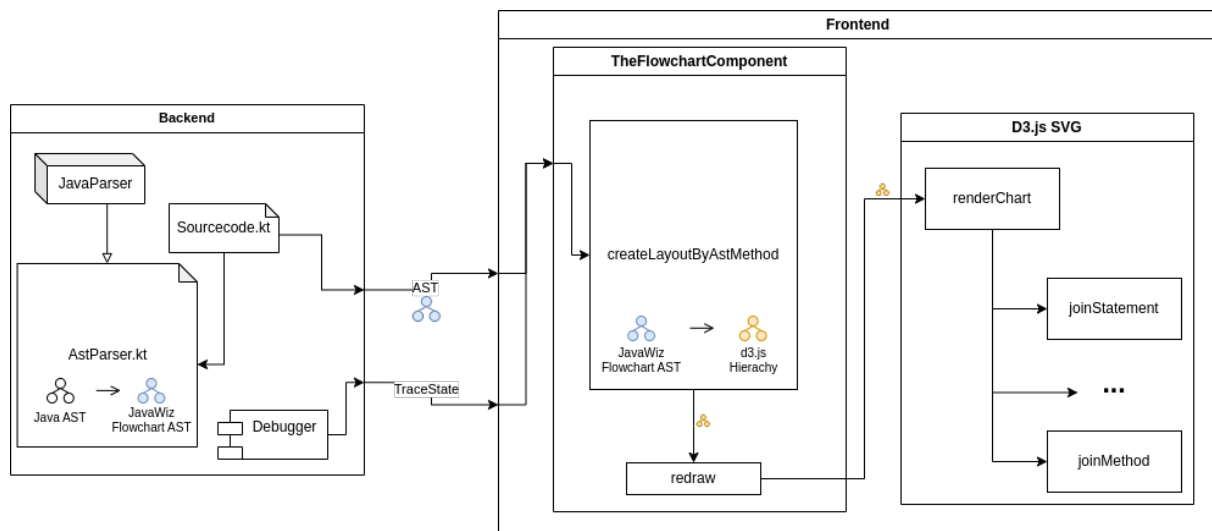 Frontend
TheFlowchartComponent
Backend
D3.js SVG
JavaParser
Sourcecode.kt
renderChart
createLayoutByAstMethod
AST
joinStatement
AstParser.kt
JavaWiz
Flowchart AST
d3.js
Hierachy
TraceState
...
Java AST
JavaWiz
Flowchart AST
Debugger
redraw
joinMethod